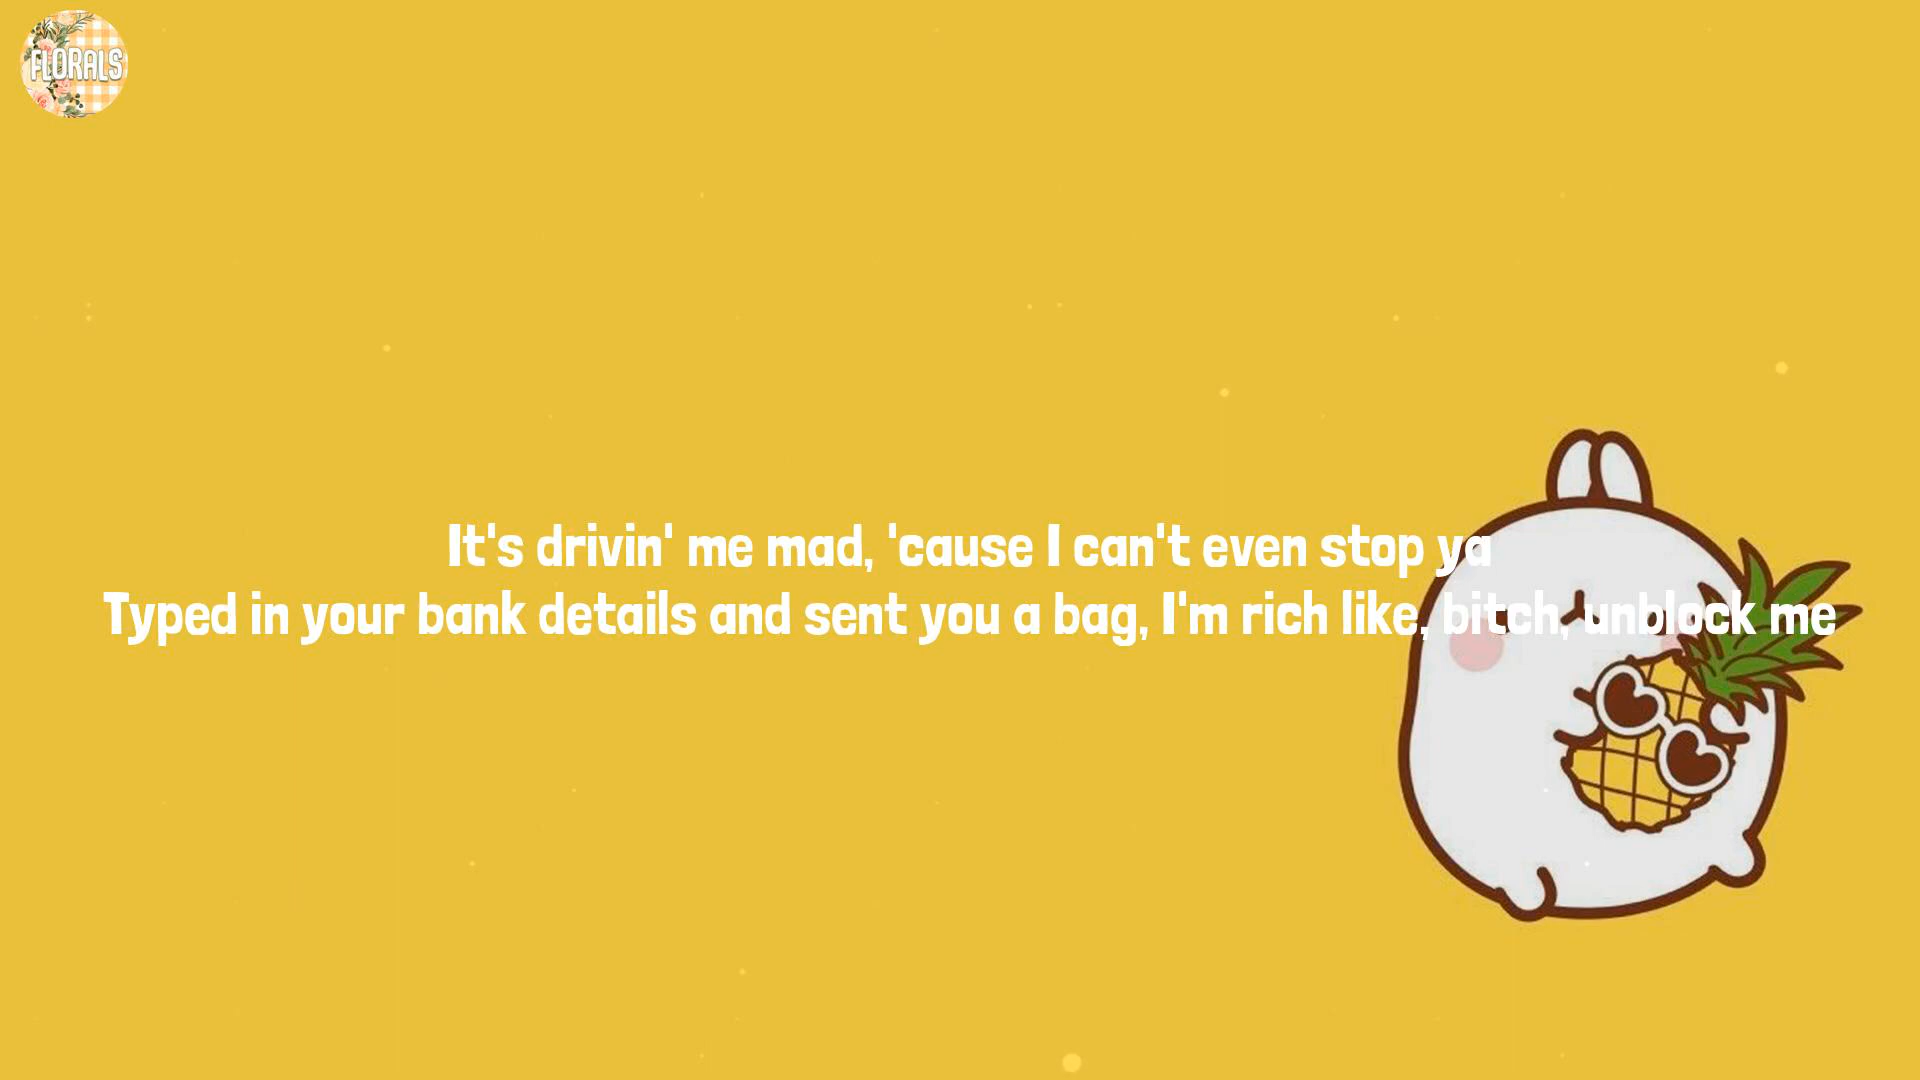 FLORALS
It's drivin' me mad, 'cause I can't even stop ya
Typed in your bank details and sent you a bag, I'm rich like, bitch, unblock me